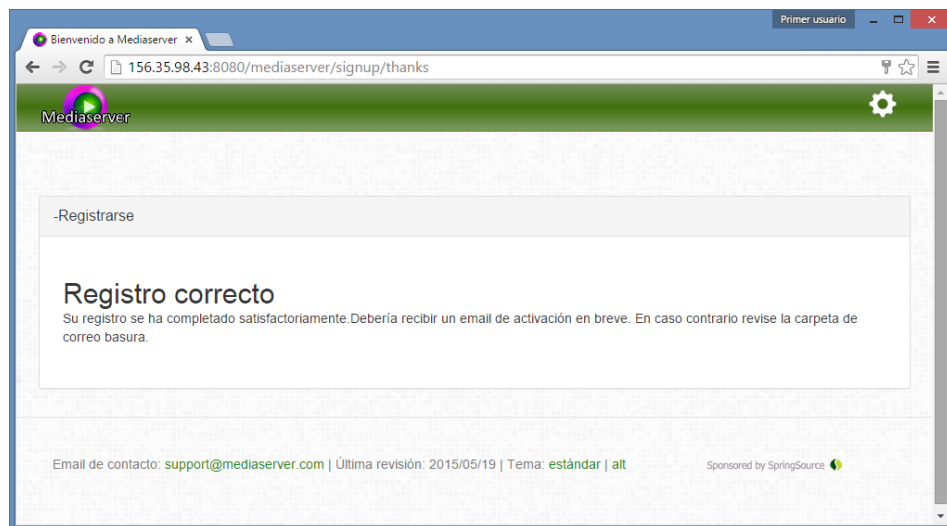 Primer usuario
Bienvenido a Mediaserver
156.35.98.43:8080/mediaserver/signup/thanks
Mediaserver
-Registrarse
Registro correcto
Su registro se ha completado satisfactoriamente.Debería recibir un email de activación en breve. En caso contrario revise la carpeta de
correo basura.
Email de contacto: support@mediaserver.com | Última revisión: 2015/05/19 | Tema: estándar | alt
Sponsored by SpringSource